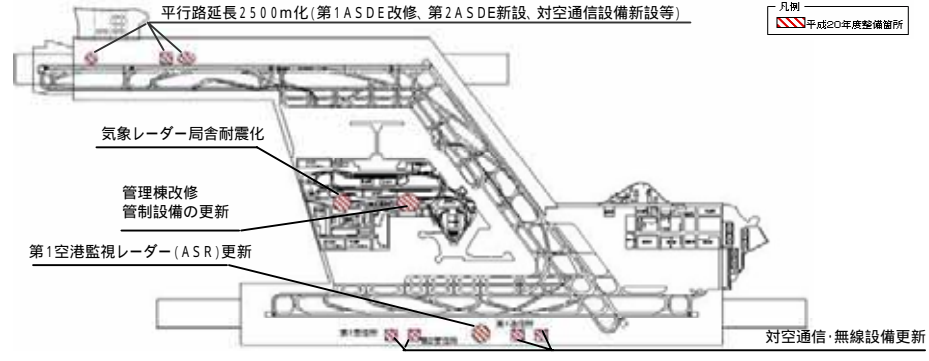 平行路延長2500m化(第1ASDE改修、第2ASDE新設、対空通信設備新設等)
凡例
平成20年度整備箇所
気象レーダー局舎耐震化
管理棟改修
管制設備の更新
第1空港監視レーダー(ASR)更新
対空通信･無線設備更新